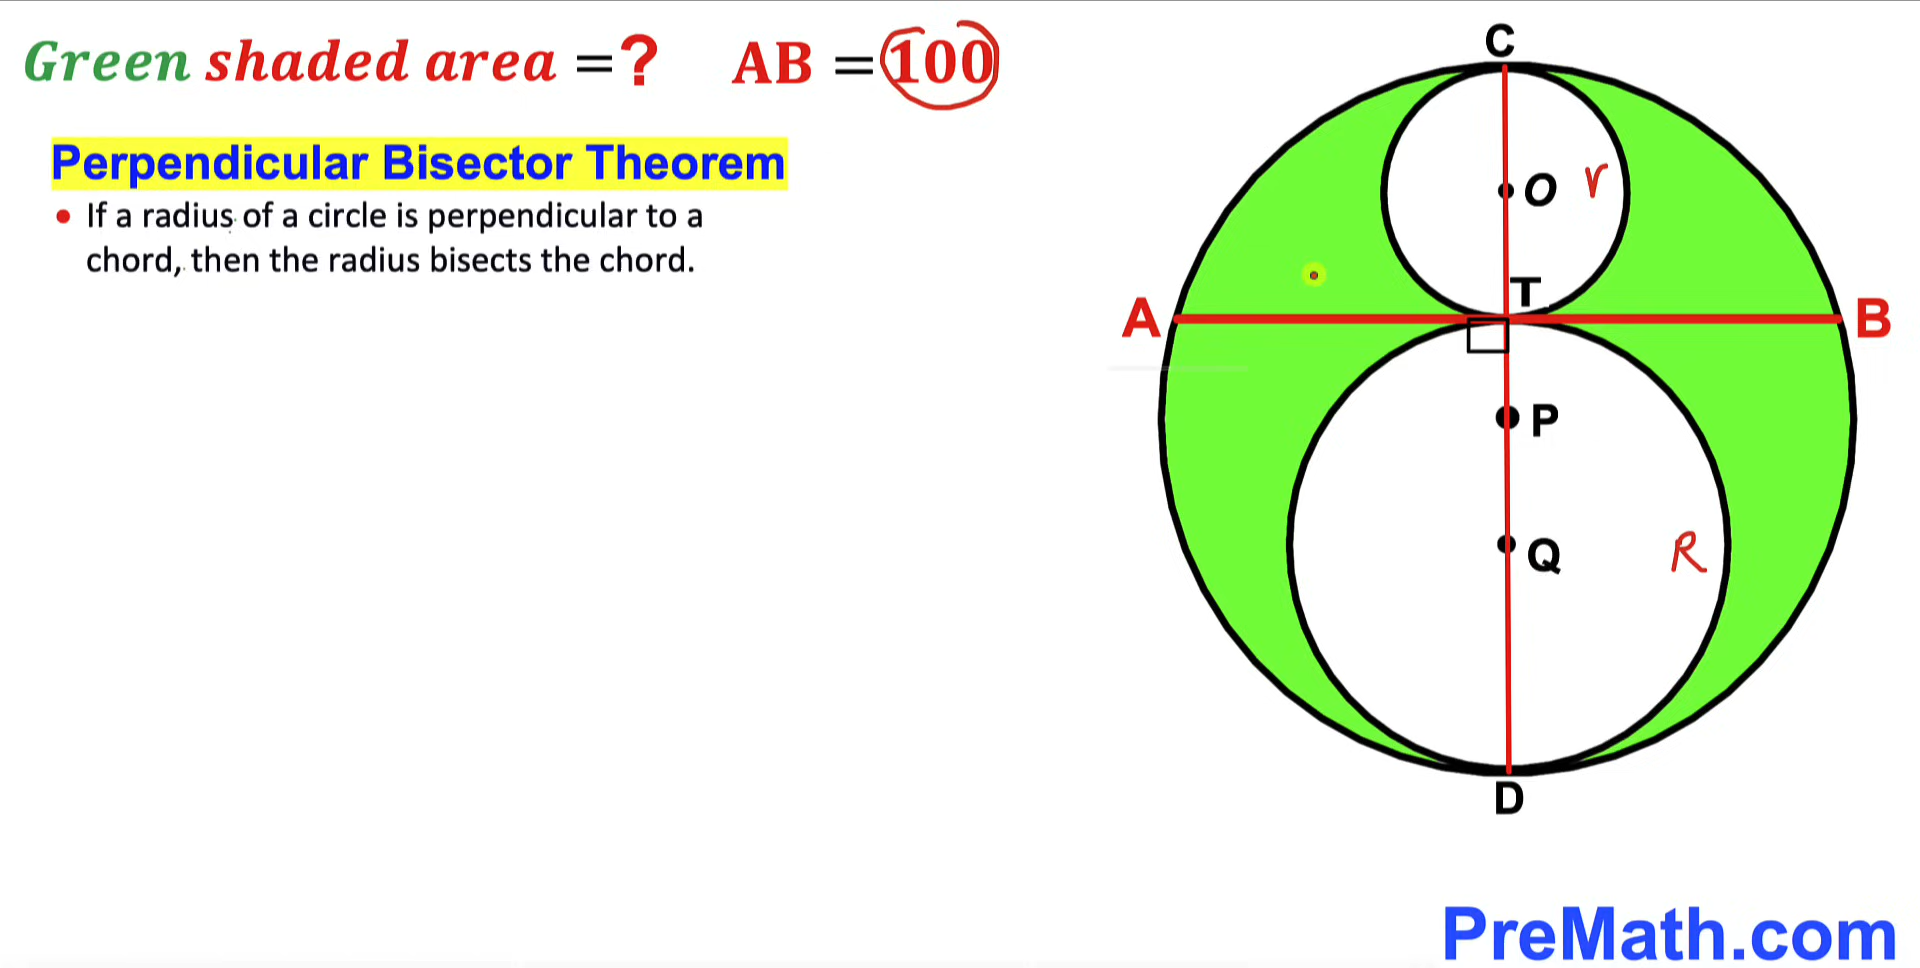 Green shaded area =? AB =100
Perpendicular Bisector Theorem
• If a radius of a circle is perpendicular to a
chord, then the radius bisects the chord.
C
O r
T
A B
P
Q R
D
PreMath.com